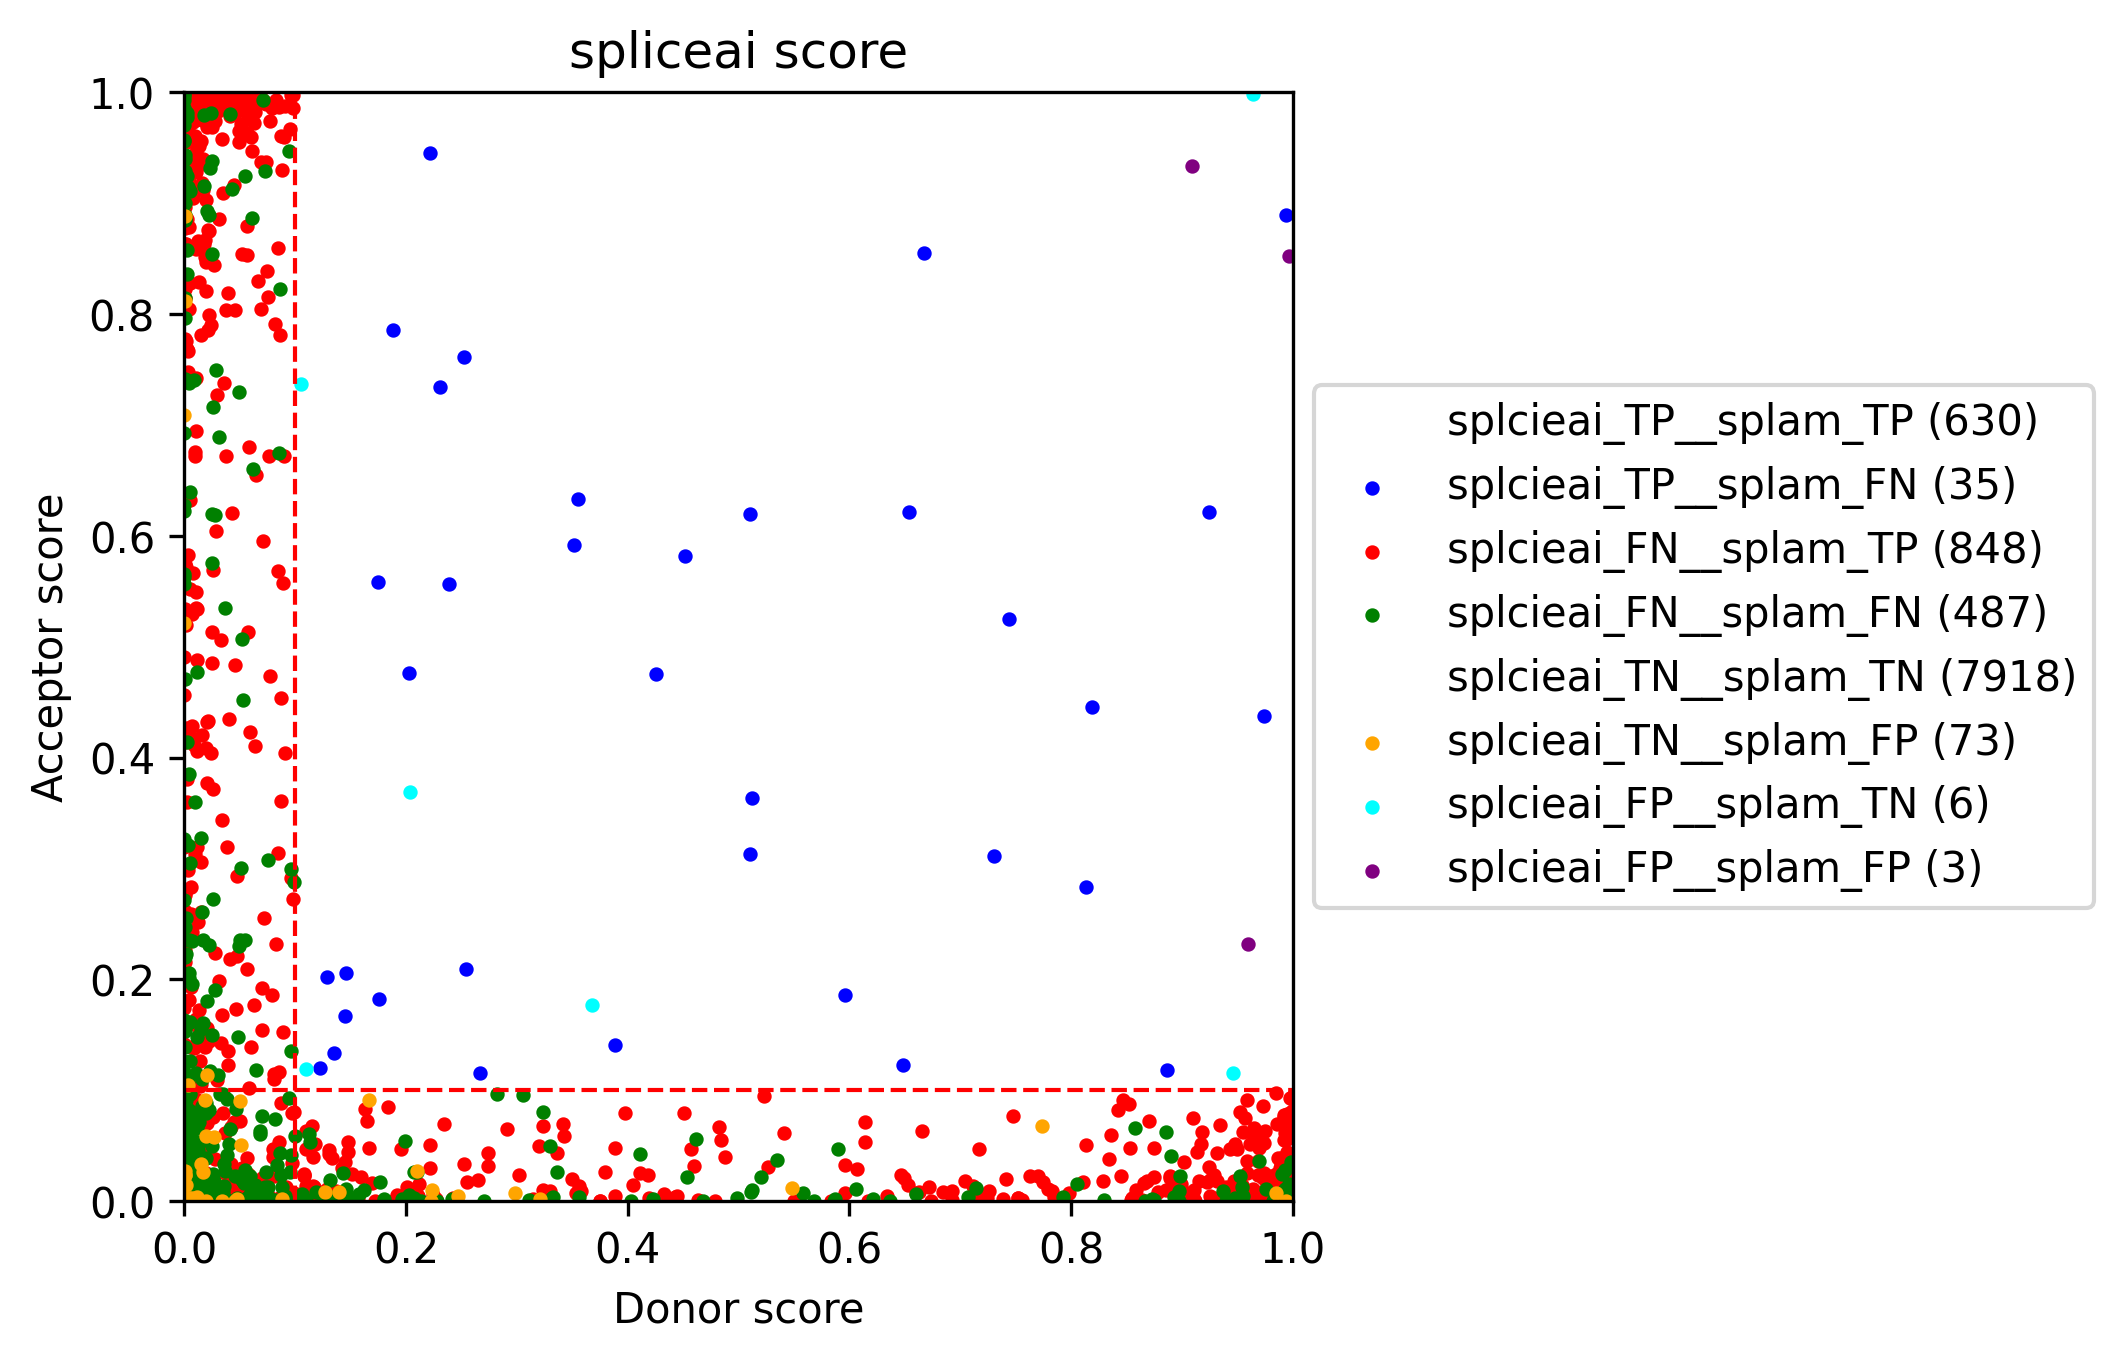 spliceai score
1.0
0.8
0.6
0.4
0.2
0.0
Acceptor score
0.0 0.2 0.4 0.6 0.8 1.0
Donor score
splcieai_TP__splam_TP (630)
splcieai_TP__splam_FN (35)
splcieai_FN__splam_TP (848)
splcieai_FN__splam_FN (487)
splcieai_TN__splam_TN (7918)
splcieai_TN__splam_FP (73)
splcieai_FP__splam_TN (6)
splcieai_FP__splam_FP (3)